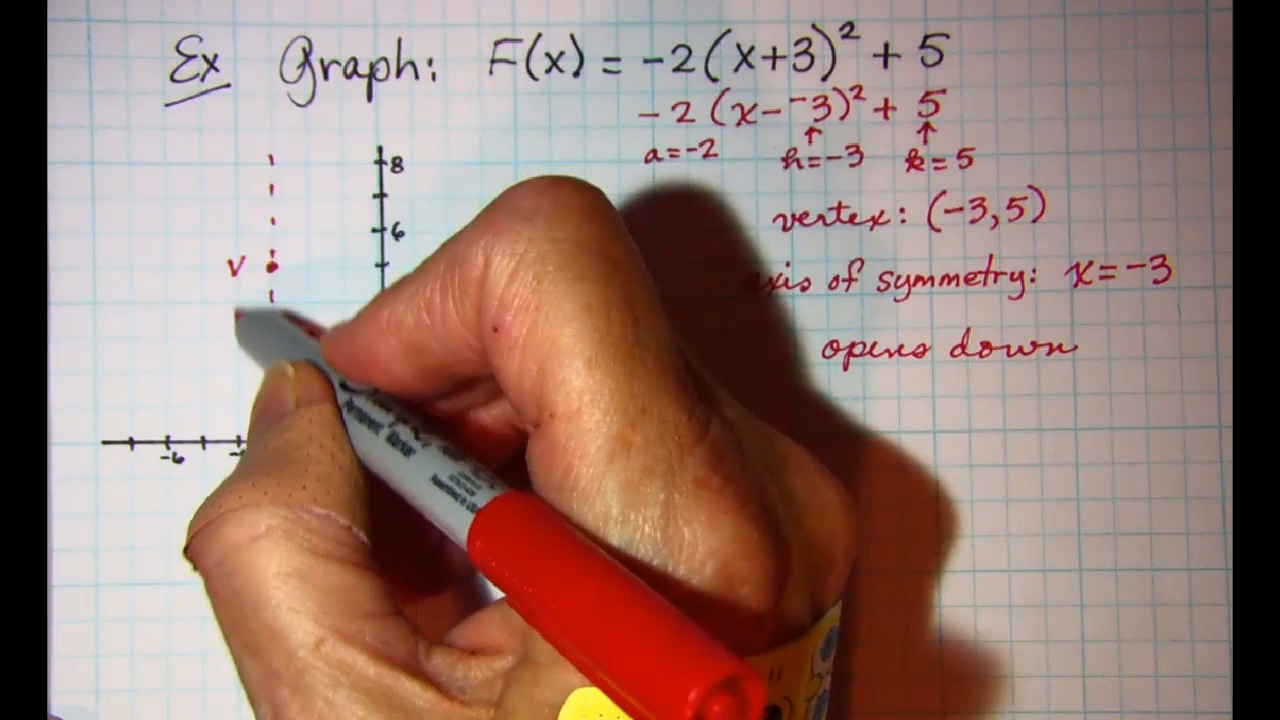 Ex Graph: F(x) = -2(x+3)² + 5
-2(x - ⁻3)² + 5
a=-2 h=-3 k=5
vertex: (-3,5)
axis of symmetry: x=-3
opens down
8
6
V
-6